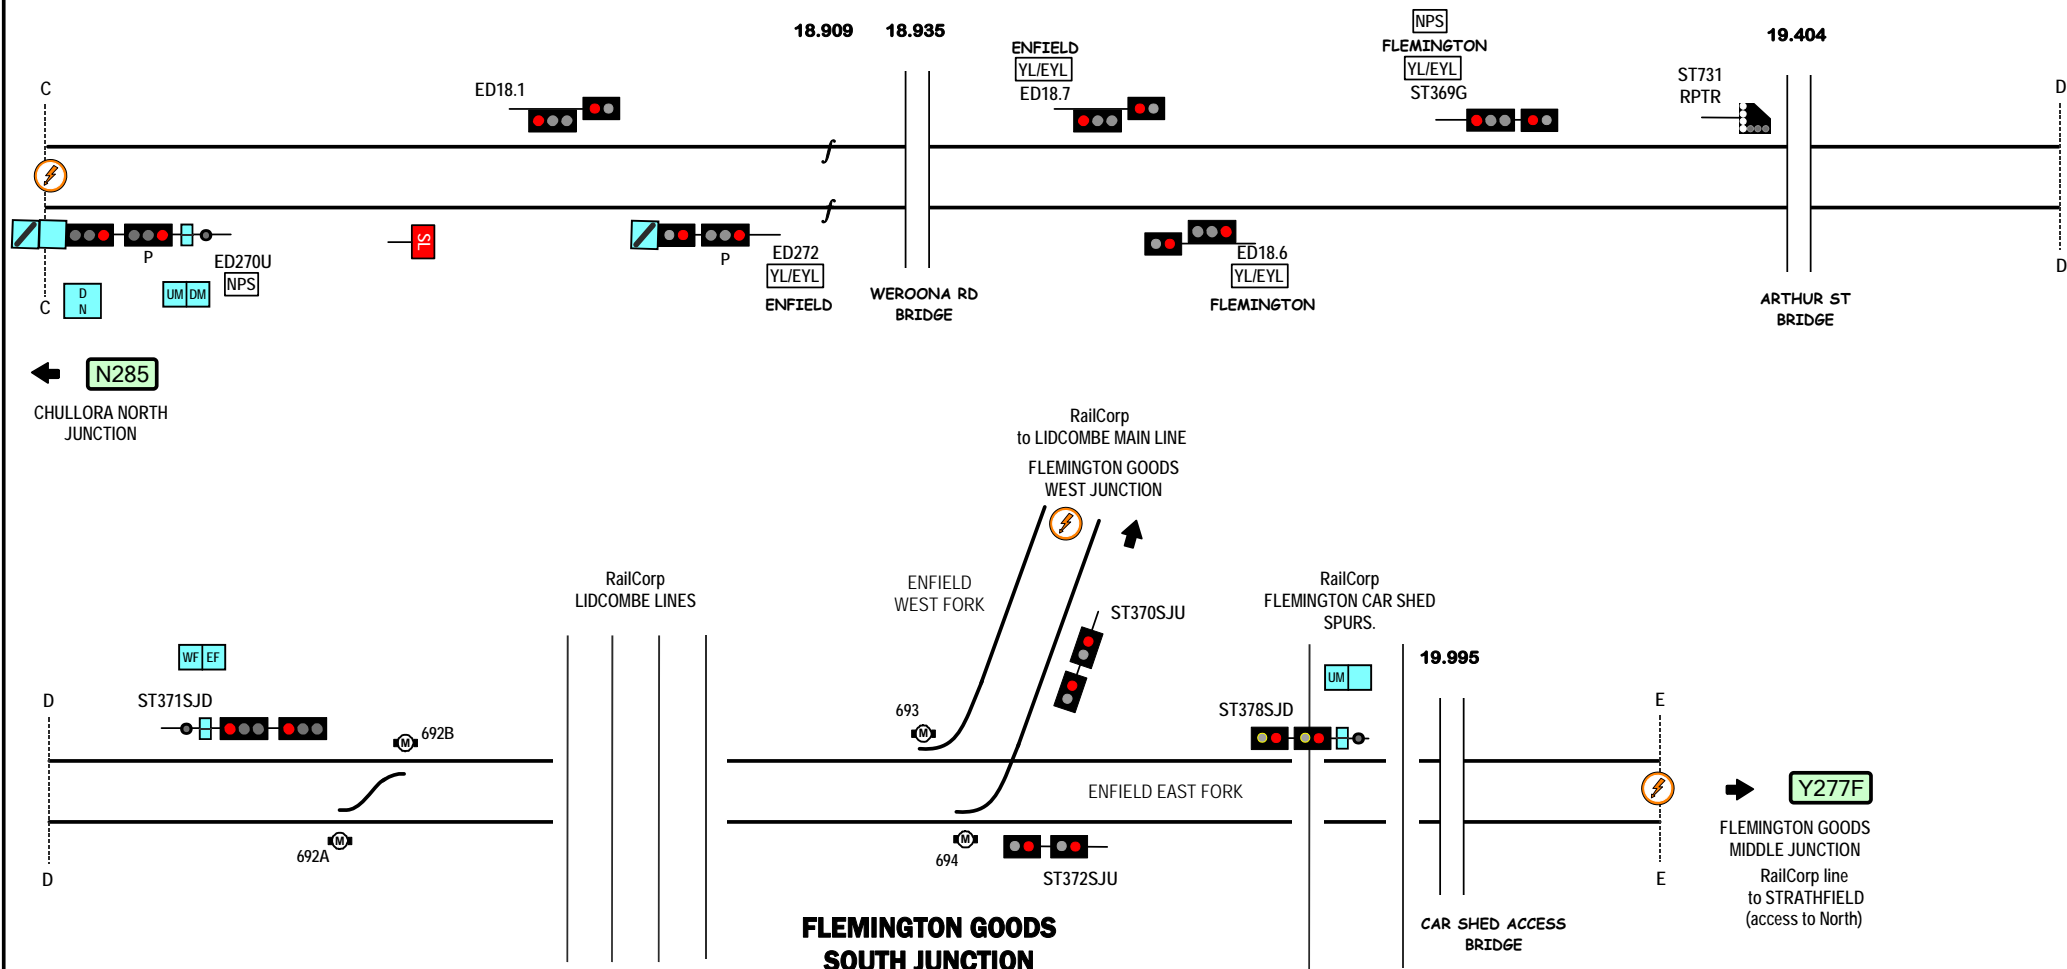 18.909 18.935
NPS
FLEMINGTON
YL/EYL
ST369G
19.404
ENFIELD
YL/EYL
ED18.7
ST731
RPTR
C
ED18.1
D
P
ED270U
NPS
D
N
UM DM
C
SL
P
ED272
YL/EYL
ENFIELD
WEROONA RD
BRIDGE
ED18.6
YL/EYL
FLEMINGTON
ARTHUR ST
BRIDGE
D
N285
CHULLORA NORTH
JUNCTION
RailCorp
to LIDCOMBE MAIN LINE
FLEMINGTON GOODS
WEST JUNCTION
RailCorp
LIDCOMBE LINES
ENFIELD
WEST FORK
ST370SJU
RailCorp
FLEMINGTON CAR SHED
SPURS.
WF EF
ST371SJD
D
UM
19.995
ST378SJD
E
692B
M
693
M
ENFIELD EAST FORK
Y277F
FLEMINGTON GOODS
MIDDLE JUNCTION
RailCorp line
to STRATHFIELD
(access to North)
692A
M
694
M
ST372SJU
D
E
FLEMINGTON GOODS
SOUTH JUNCTION
CAR SHED ACCESS
BRIDGE